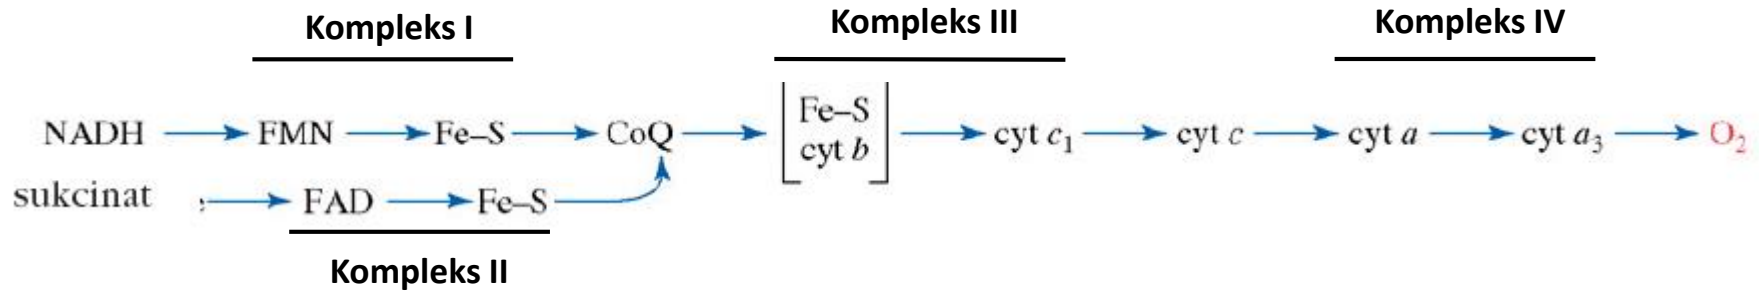 Kompleks I
Kompleks III
Kompleks IV
NADH FMN Fe–S CoQ Fe–S cyt b cyt c₁ cyt c cyt a cyt a₃ O₂
sukcinat FAD Fe–S
Kompleks II